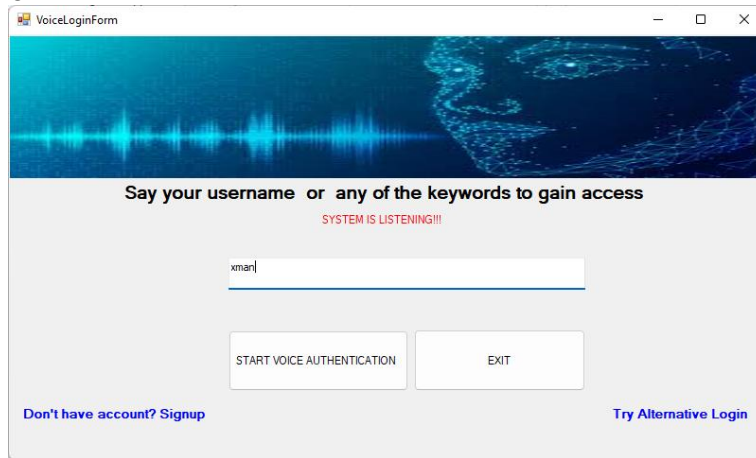 VoiceLoginForm
Say your username or any of the keywords to gain access
SYSTEM IS LISTENING!!!
xman
START VOICE AUTHENTICATION
EXIT
Don't have account? Signup
Try Alternative Login